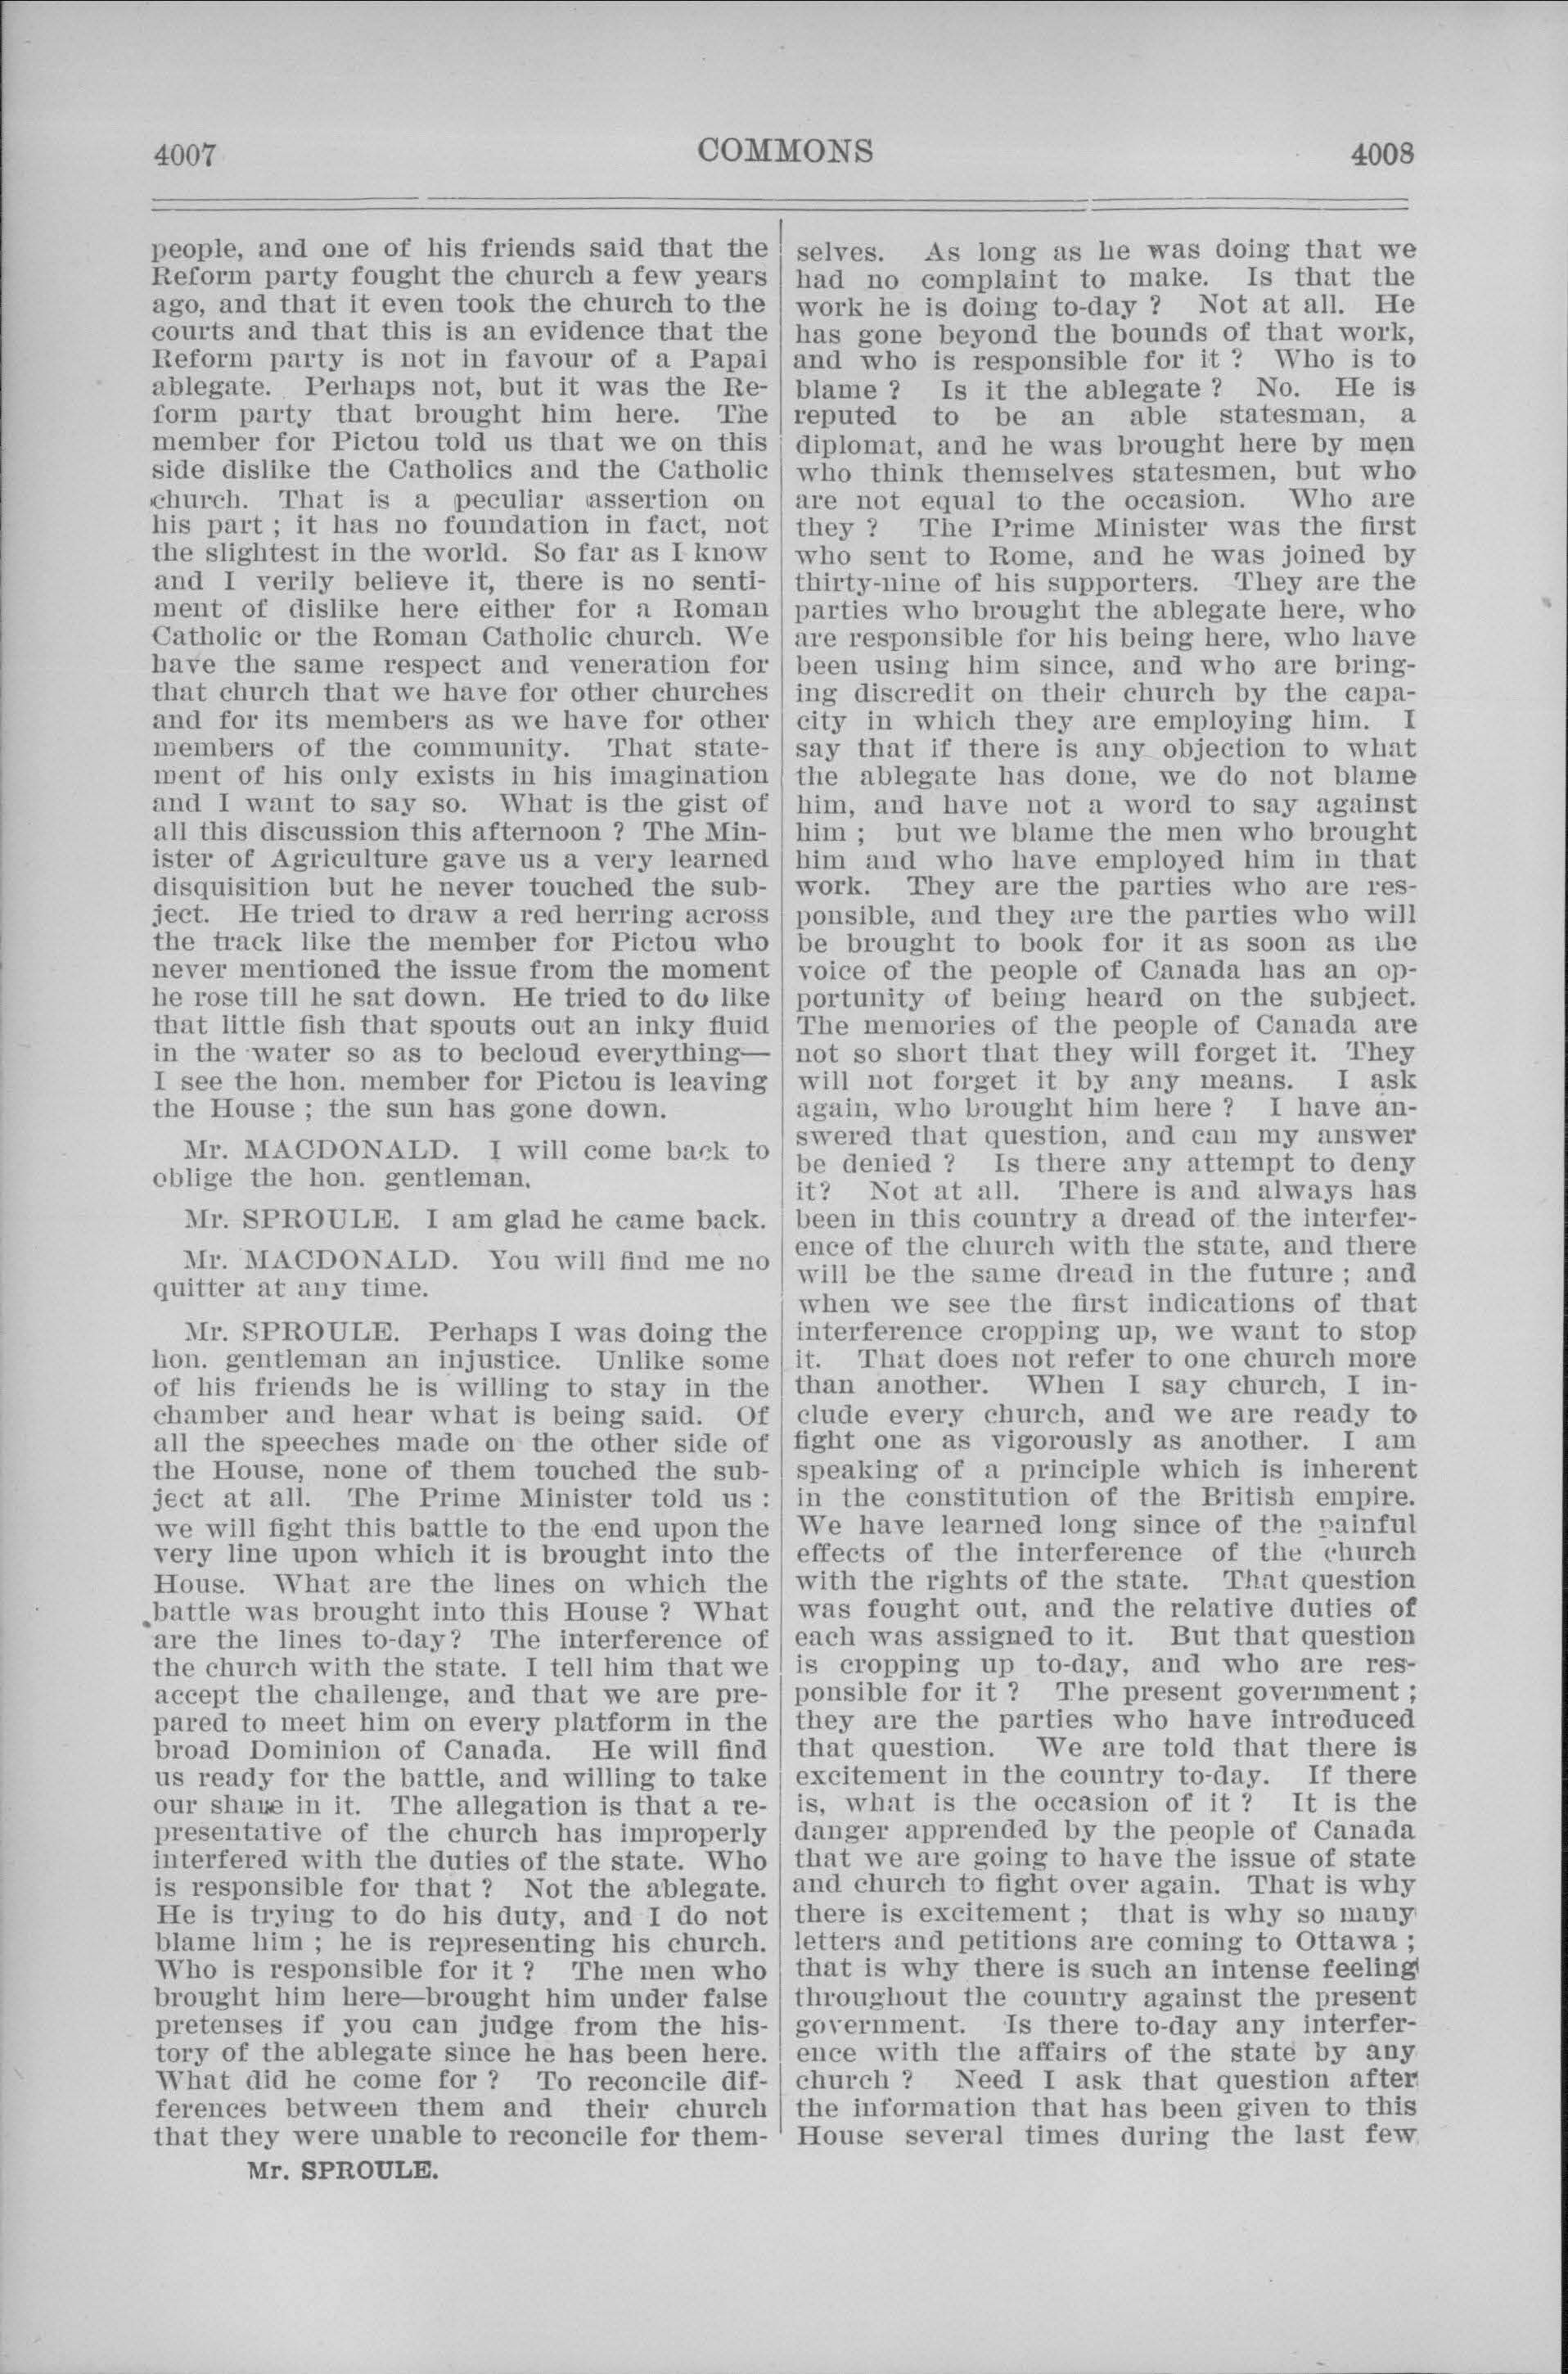 4007
COMMONS
4008
people, and one of his friends said that the
Reform party fought the church a few years
ago, and that it even took the church to the
courts and that this is an evidence that the
Reform party is not in favour of a Papal
ablegate. Perhaps not, but it was the Re-
form party that brought him here. The
member for Pictou told us that we on this
side dislike the Catholics and the Catholic
church. That is a peculiar assertion on
his part ; it has no foundation in fact, not
the slightest in the world. So far as I know
and I verily believe it, there is no senti-
ment of dislike here either for a Roman
Catholic or the Roman Catholic church. We
have the same respect and veneration for
that church that we have for other churches
and for its members as we have for other
members of the community. That state-
ment of his only exists in his imagination
and I want to say so. What is the gist of
all this discussion this afternoon ? The Min-
ister of Agriculture gave us a very learned
disquisition but he never touched the sub-
ject. He tried to draw a red herring across
the track like the member for Pictou who
never mentioned the issue from the moment
he rose till he sat down. He tried to do like
that little fish that spouts out an inky fluid
in the water so as to becloud everything—
I see the hon. member for Pictou is leaving
the House ; the sun has gone down.
Mr. MACDONALD. I will come back to
oblige the hon. gentleman.
Mr. SPROULE. I am glad he came back.
Mr. MACDONALD. You will find me no
quitter at any time.
Mr. SPROULE. Perhaps I was doing the
hon. gentleman an injustice. Unlike some
of his friends he is willing to stay in the
chamber and hear what is being said. Of
all the speeches made on the other side of
the House, none of them touched the sub-
ject at all. The Prime Minister told us :
we will fight this battle to the end upon the
very line upon which it is brought into the
House. What are the lines on which the
battle was brought into this House ? What
are the lines to-day? The interference of
the church with the state. I tell him that we
accept the challenge, and that we are pre-
pared to meet him on every platform in the
broad Dominion of Canada. He will find
us ready for the battle, and willing to take
our share in it. The allegation is that a re-
presentative of the church has improperly
interfered with the duties of the state. Who
is responsible for that ? Not the ablegate.
He is trying to do his duty, and I do not
blame him ; he is representing his church.
Who is responsible for it ? The men who
brought him here—brought him under false
pretenses if you can judge from the his-
tory of the ablegate since he has been here.
What did he come for ? To reconcile dif-
ferences between them and their church
that they were unable to reconcile for them-
Mr. SPROULE.
selves. As long as he was doing that we
had no complaint to make. Is that the
work he is doing to-day ? Not at all. He
has gone beyond the bounds of that work,
and who is responsible for it ? Who is to
blame ? Is it the ablegate ? No. He is
reputed to be an able statesman, a
diplomat, and he was brought here by men
who think themselves statesmen, but who
are not equal to the occasion. Who are
they ? The Prime Minister was the first
who sent to Rome, and he was joined by
thirty-nine of his supporters. They are the
parties who brought the ablegate here, who
are responsible for his being here, who have
been using him since, and who are bring-
ing discredit on their church by the capa-
city in which they are employing him. I
say that if there is any objection to what
the ablegate has done, we do not blame
him, and have not a word to say against
him ; but we blame the men who brought
him and who have employed him in that
work. They are the parties who are res-
ponsible, and they are the parties who will
be brought to book for it as soon as the
voice of the people of Canada has an op-
portunity of being heard on the subject.
The memories of the people of Canada are
not so short that they will forget it. They
will not forget it by any means. I ask
again, who brought him here ? I have an-
swered that question, and can my answer
be denied ? Is there any attempt to deny
it? Not at all. There is and always has
been in this country a dread of the interfer-
ence of the church with the state, and there
will be the same dread in the future ; and
when we see the first indications of that
interference cropping up, we want to stop
it. That does not refer to one church more
than another. When I say church, I in-
clude every church, and we are ready to
fight one as vigorously as another. I am
speaking of a principle which is inherent
in the constitution of the British empire.
We have learned long since of the painful
effects of the interference of the church
with the rights of the state. That question
was fought out, and the relative duties of
each was assigned to it. But that question
is cropping up to-day, and who are res-
ponsible for it ? The present government ;
they are the parties who have introduced
that question. We are told that there is
excitement in the country to-day. If there
is, what is the occasion of it ? It is the
danger apprended by the people of Canada
that we are going to have the issue of state
and church to fight over again. That is why
there is excitement ; that is why so many
letters and petitions are coming to Ottawa ;
that is why there is such an intense feeling
throughout the country against the present
government. Is there to-day any interfer-
ence with the affairs of the state by any
church ? Need I ask that question after
the information that has been given to this
House several times during the last few